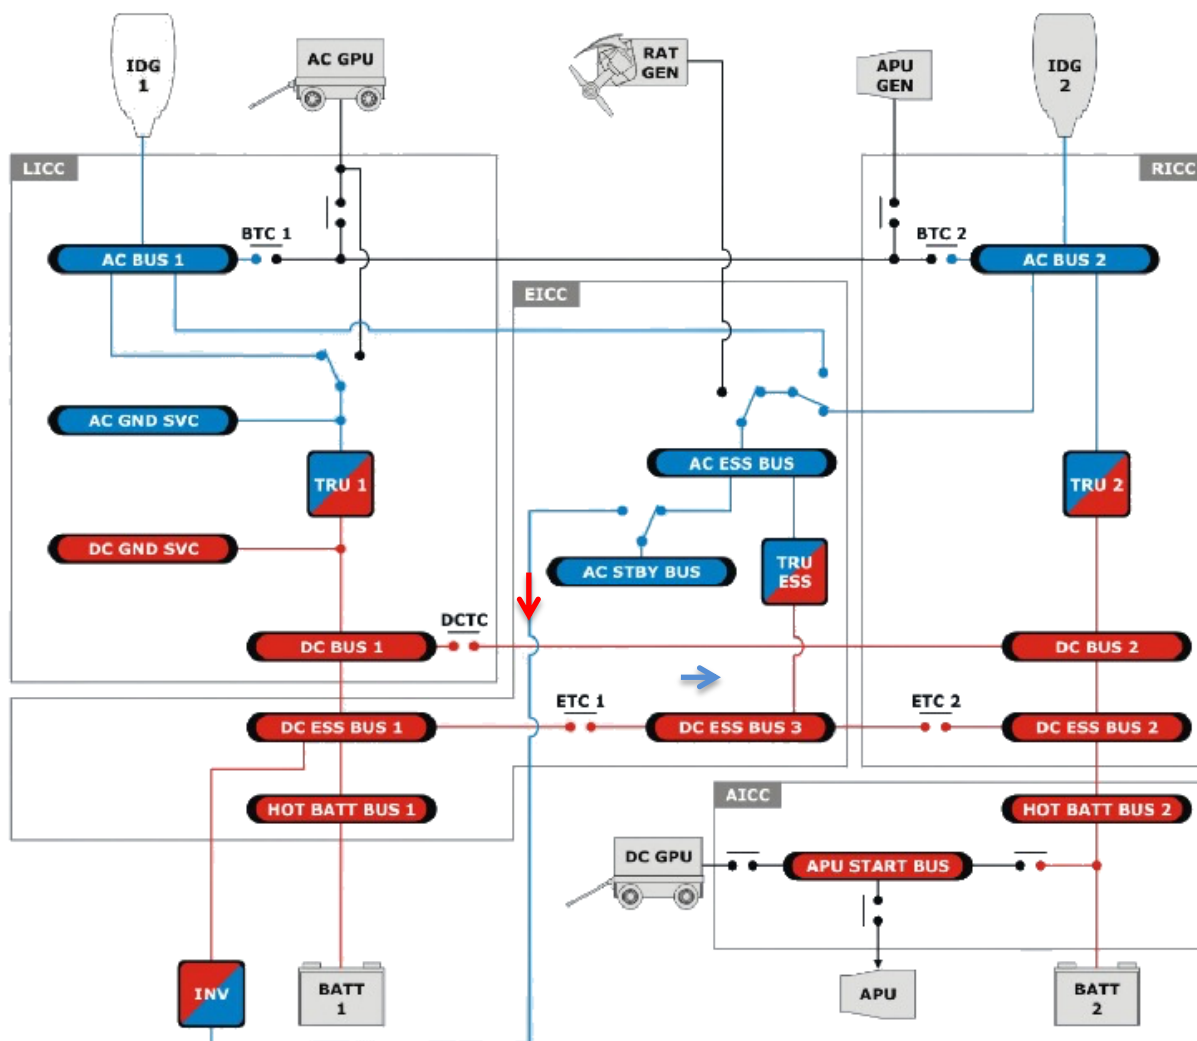 IDG
1
AC GPU
RAT
GEN
APU
GEN
IDG
2
LICC
RICC
BTC 1
BTC 2
AC BUS 1
AC BUS 2
EICC
AC GND SVC
AC ESS BUS
TRU 1
TRU 2
DC GND SVC
AC STBY BUS
TRU
ESS
DCTC
DC BUS 1
DC BUS 2
ETC 1
ETC 2
DC ESS BUS 1
DC ESS BUS 3
DC ESS BUS 2
AICC
HOT BATT BUS 1
HOT BATT BUS 2
DC GPU
APU START BUS
INV
BATT
1
APU
BATT
2